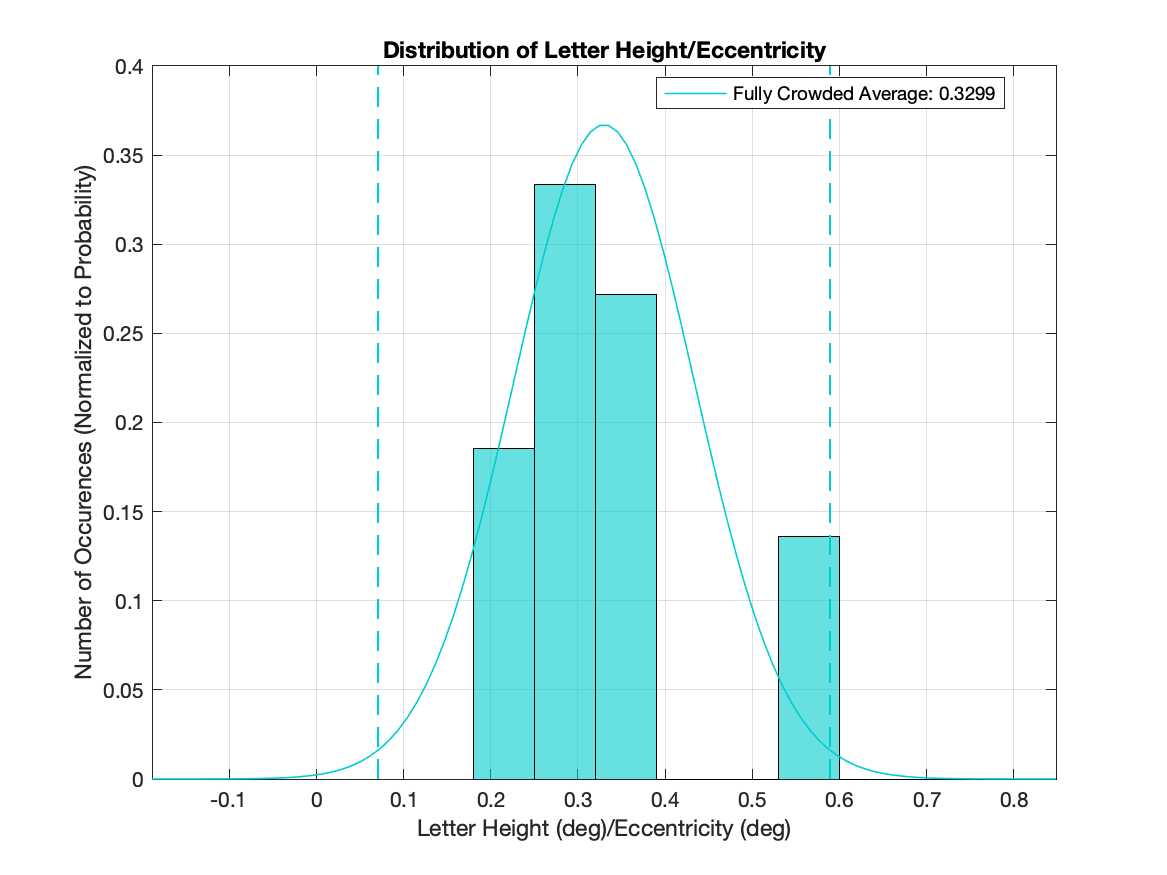 Distribution of Letter Height/Eccentricity
Fully Crowded Average: 0.3299
Number of Occurences (Normalized to Probability)
0.4
0.35
0.3
0.25
0.2
0.15
0.1
0.05
0
-0.1 0 0.1 0.2 0.3 0.4 0.5 0.6 0.7 0.8
Letter Height (deg)/Eccentricity (deg)